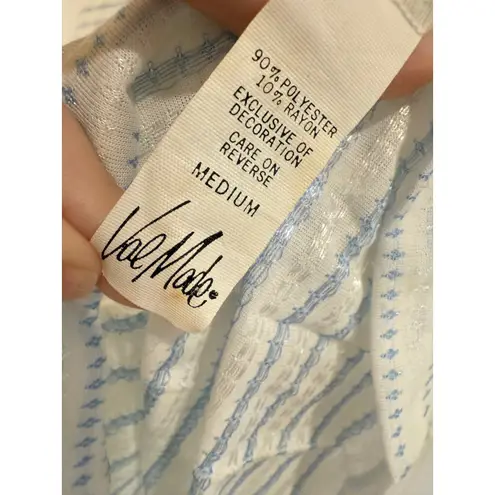 90% POLYESTER
10% RAYON
EXCLUSIVE OF
DECORATION
CARE ON
REVERSE
MEDIUM
Val Mode